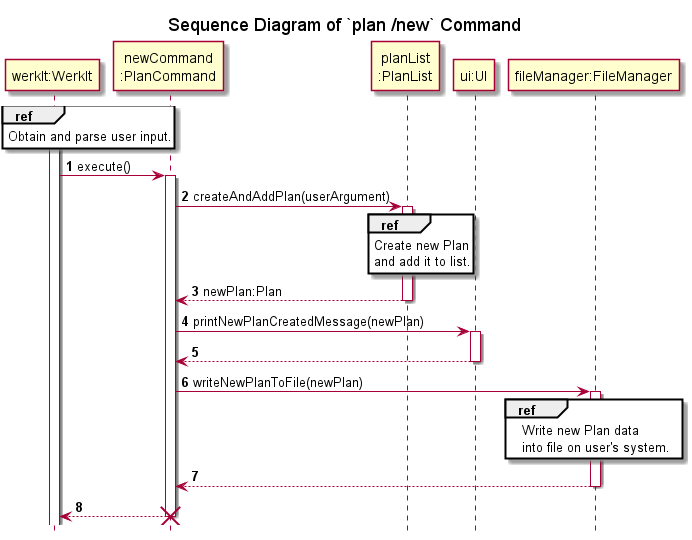 Sequence Diagram of `plan /new` Command
werkIt:WerkIt
newCommand
:PlanCommand
planList
:PlanList
ui:UI
fileManager:FileManager
ref
Obtain and parse user input.
1 execute()
2 createAndAddPlan(userArgument)
ref
Create new Plan
and add it to list.
3 newPlan:Plan
4 printNewPlanCreatedMessage(newPlan)
5
6 writeNewPlanToFile(newPlan)
ref
Write new Plan data
into file on user's system.
7
8